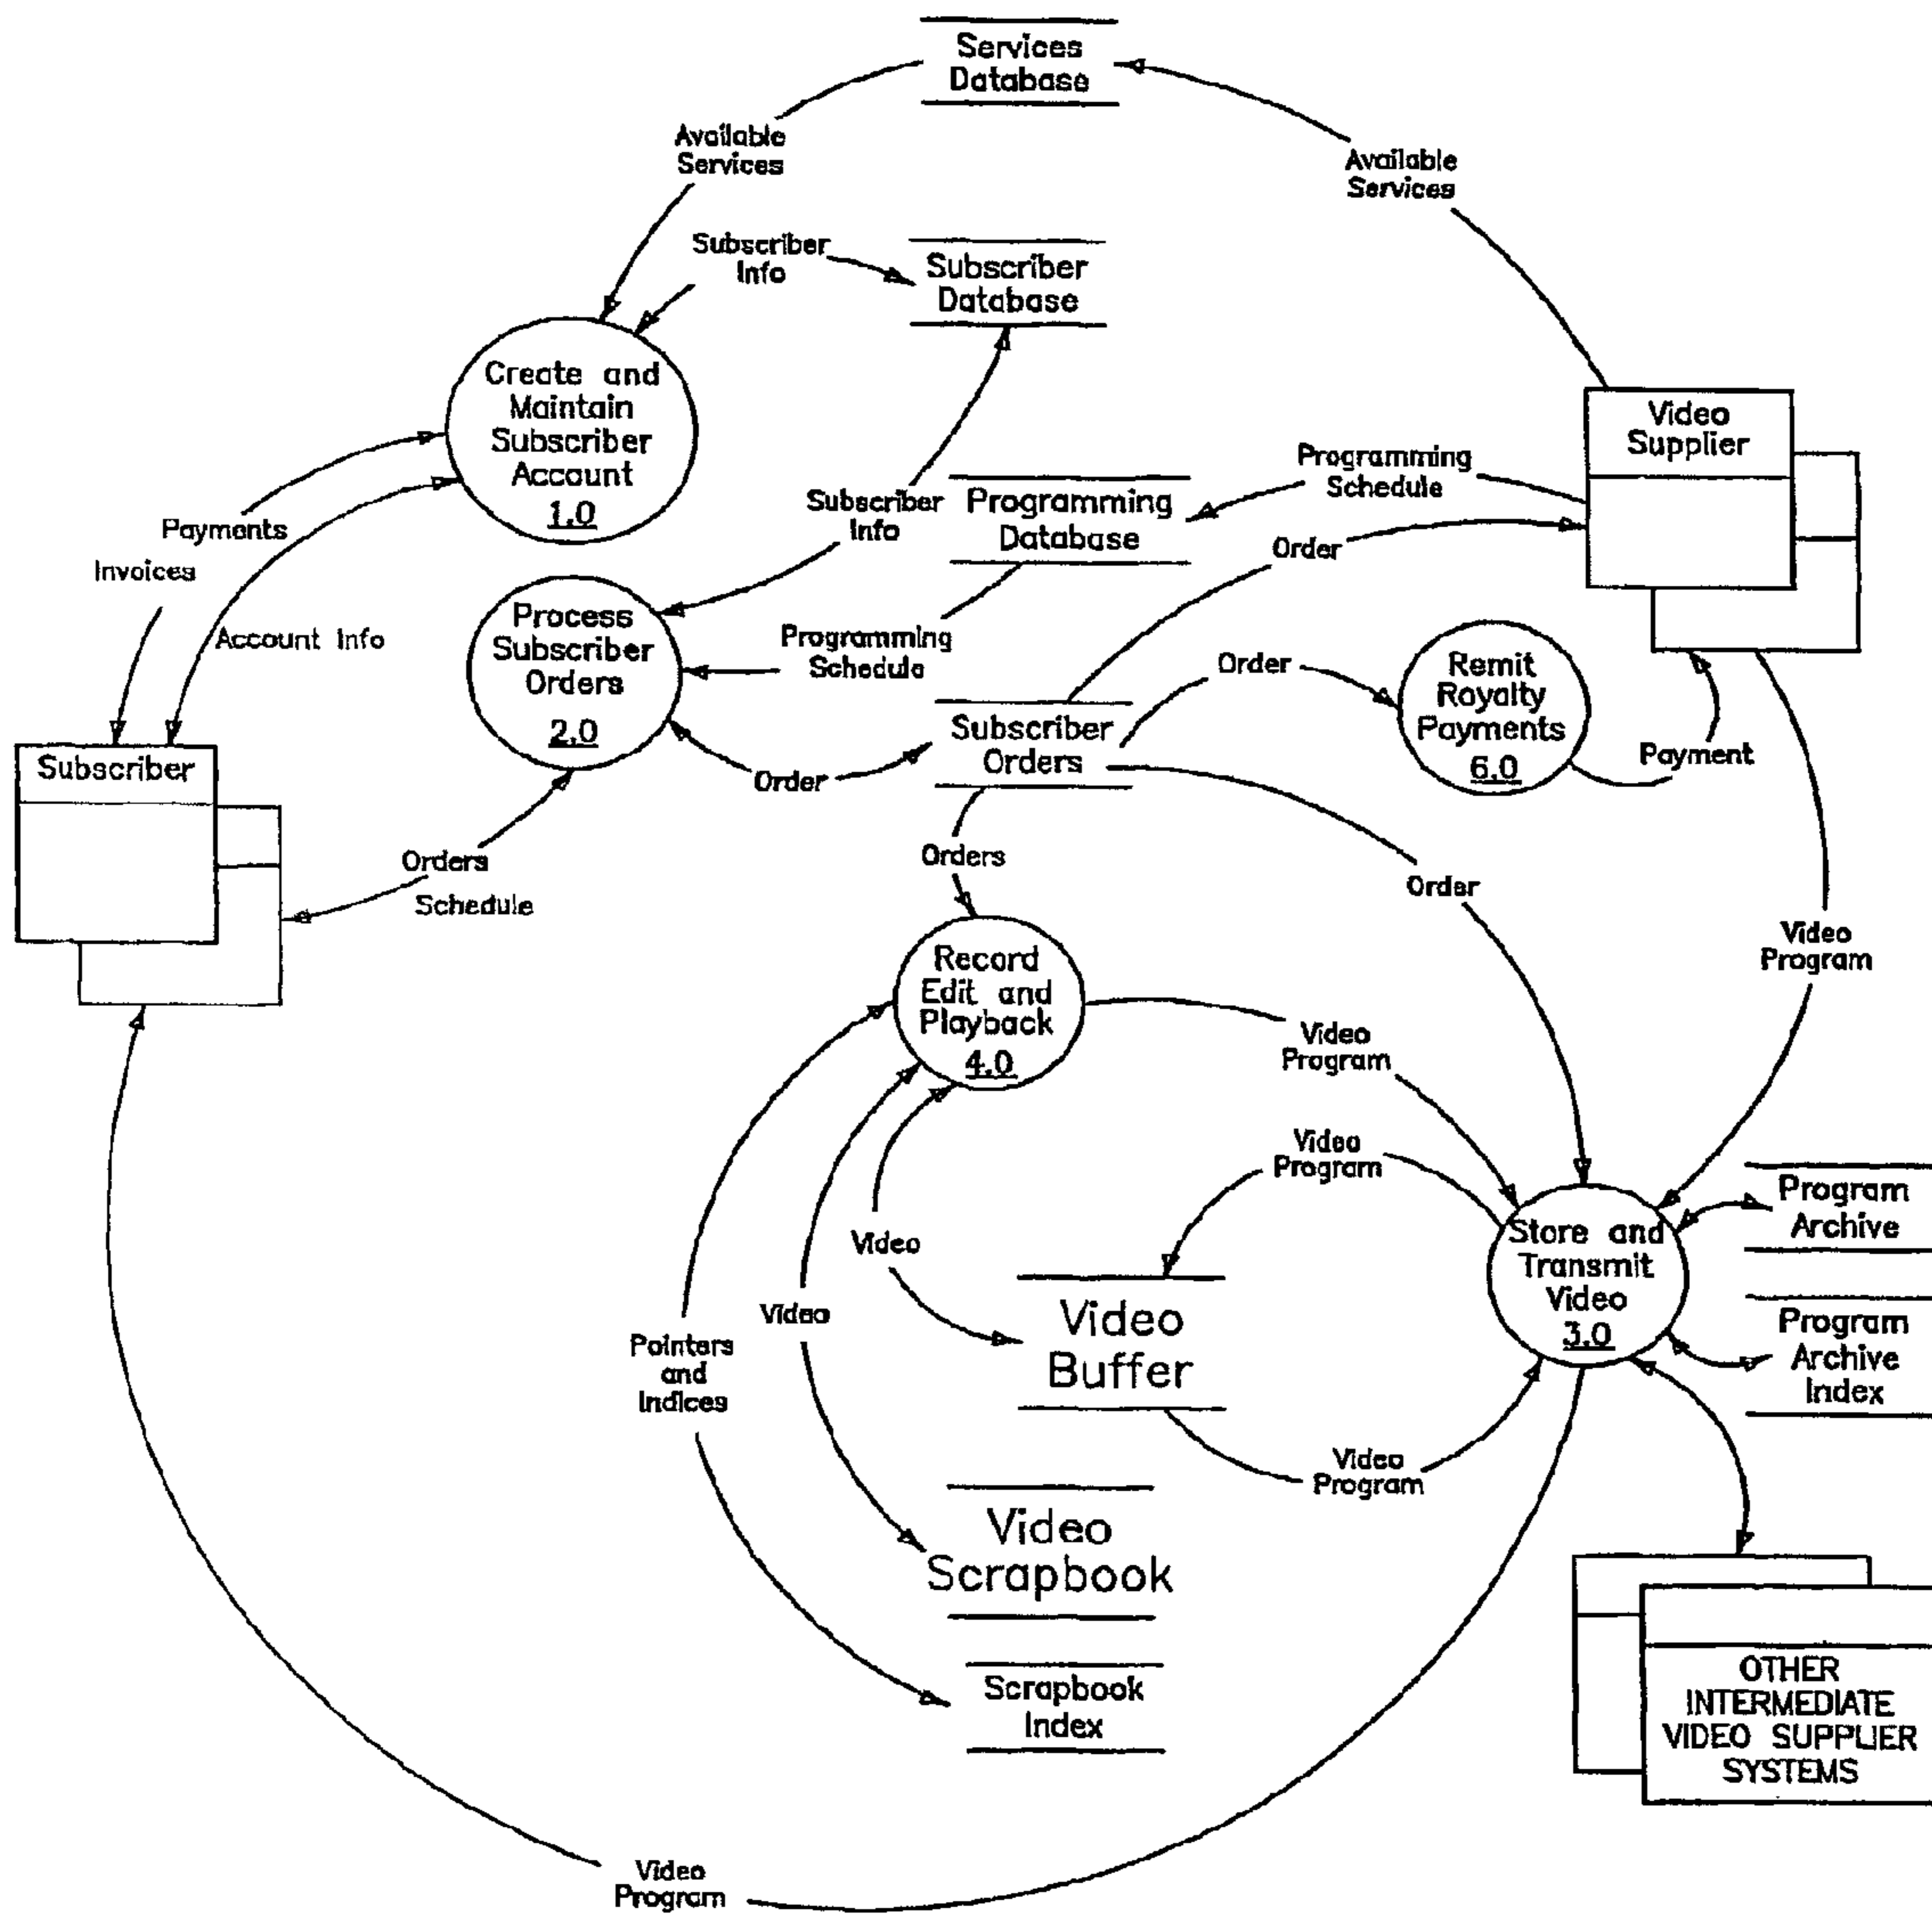 Services
Database
Available
Services
Available
Services
Subscriber
Info
Subscriber
Database
Create and
Maintain
Subscriber
Account
1.0
Video
Supplier
Programming
Schedule
Subscriber
Info
Programming
Database
Order
Payments
Invoices
Account Info
Process
Subscriber
Orders
2.0
Programming
Schedule
Order
Remit
Royalty
Payments
6.0
Payment
Subscriber
Subscriber
Orders
Order
Orders
Schedule
Orders
Order
Video
Program
Record
Edit and
Playback
4.0
Video
Program
Video
Program
Program
Archive
Store and
Transmit
Video
3.0
Video
Video
Pointers
and
Indices
Video
Buffer
Program
Archive
Index
Video
Program
Video
Scrapbook
Scrapbook
Index
OTHER
INTERMEDIATE
VIDEO SUPPLIER
SYSTEMS
Video
Program